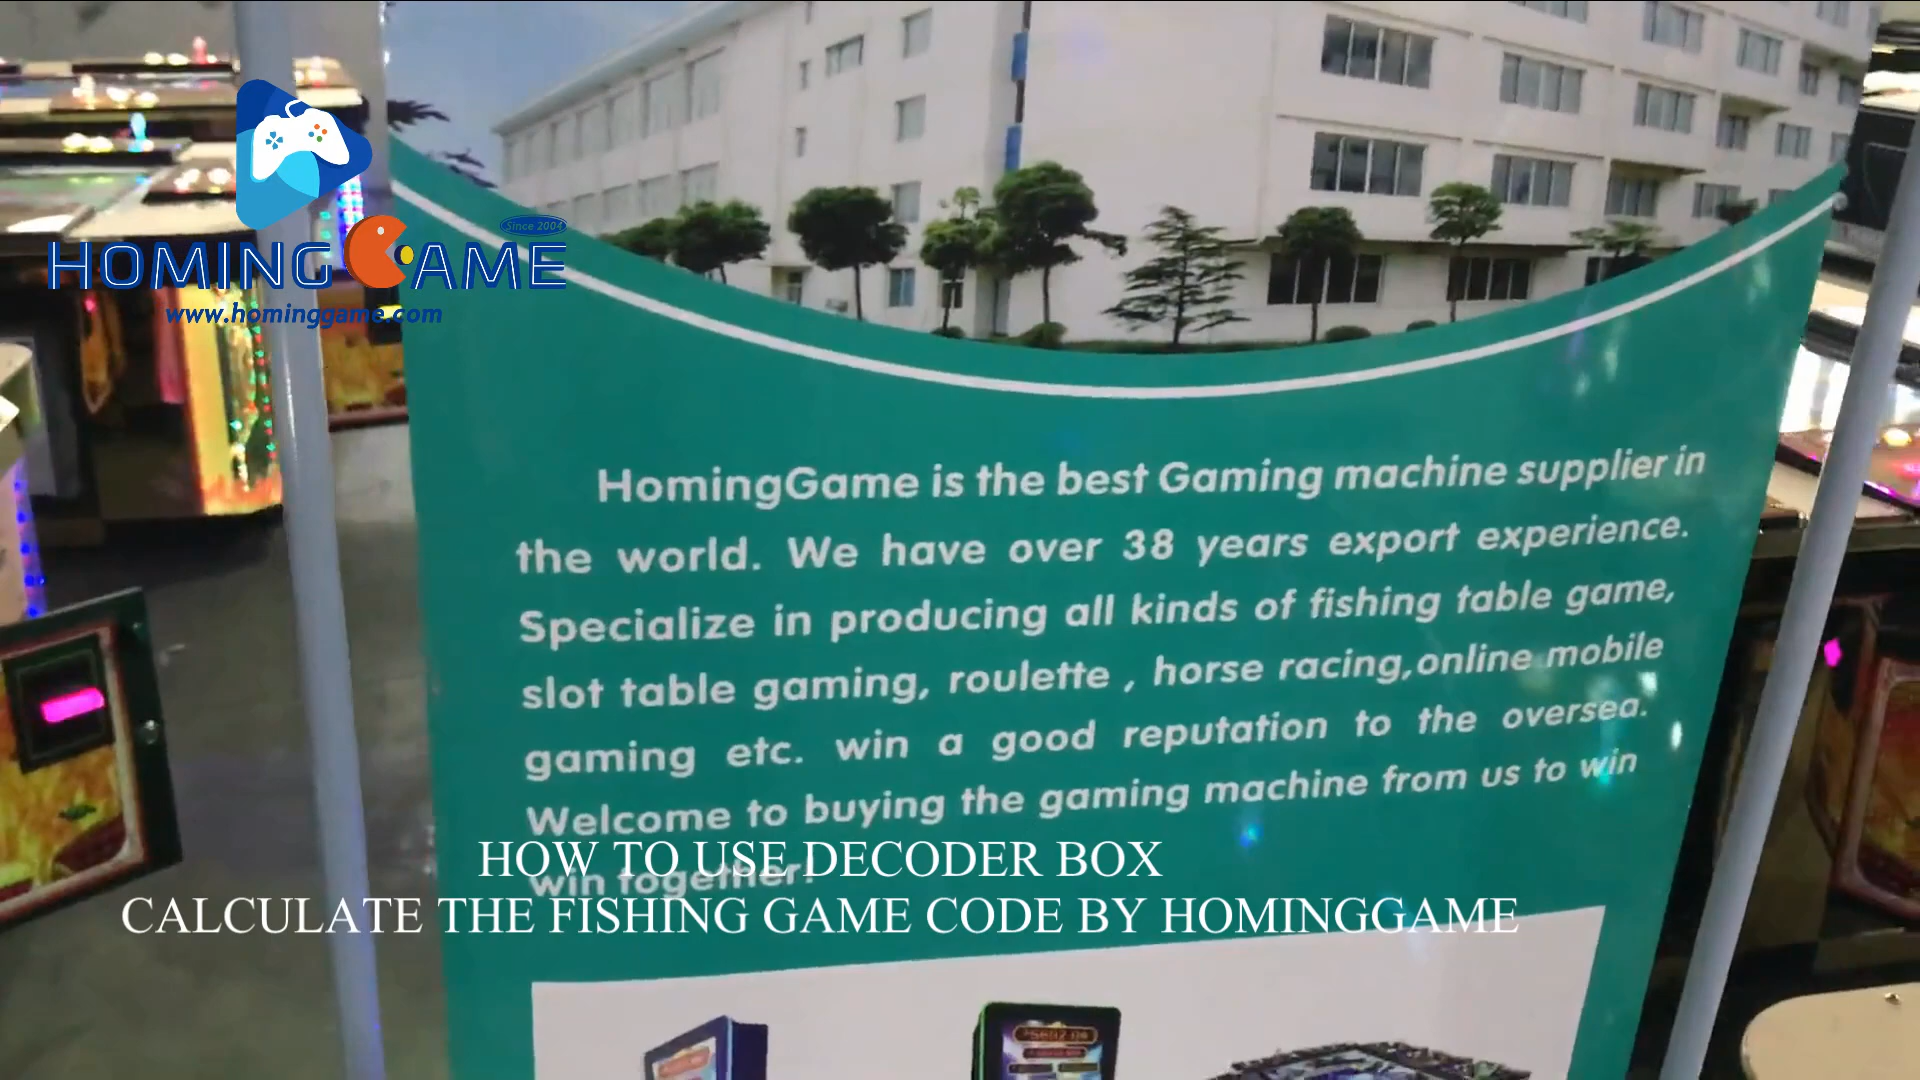 Since 2004
HOMING GAME
www.hominggame.com
HomingGame is the best Gaming machine supplier in
the world. We have over 38 years export experience.
Specialize in producing all kinds of fishing table game,
slot table gaming, roulette , horse racing,online mobile
gaming etc. win a good reputation to the oversea.
Welcome to buying the gaming machine from us to win
win together!
HOW TO USE DECODER BOX
CALCULATE THE FISHING GAME CODE BY HOMINGGAME